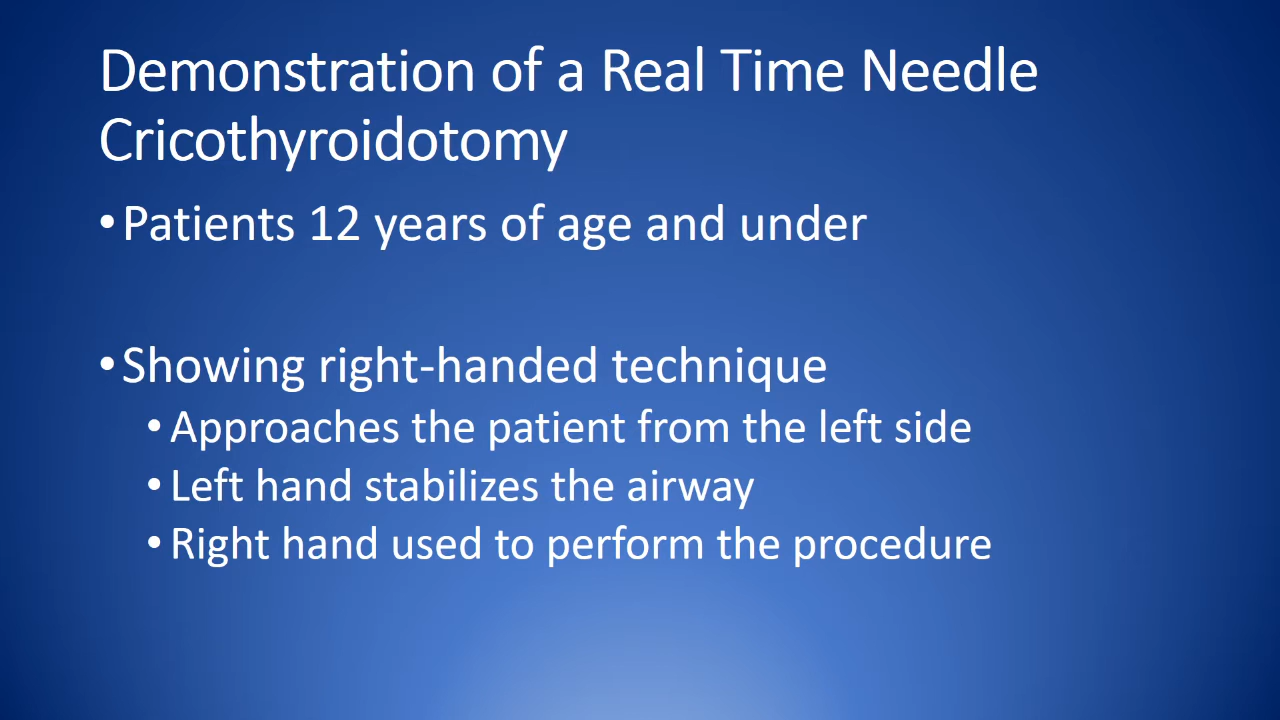 Demonstration of a Real Time Needle
Cricothyroidotomy
•Patients 12 years of age and under
•Showing right-handed technique
•Approaches the patient from the left side
•Left hand stabilizes the airway
•Right hand used to perform the procedure